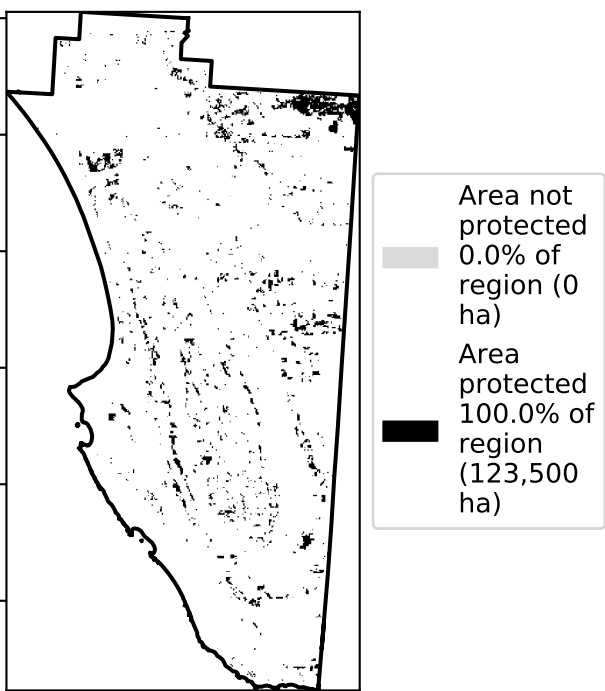 Area not
protected
0.0% of
region (0
ha)
Area
protected
100.0% of
region
(123,500
ha)